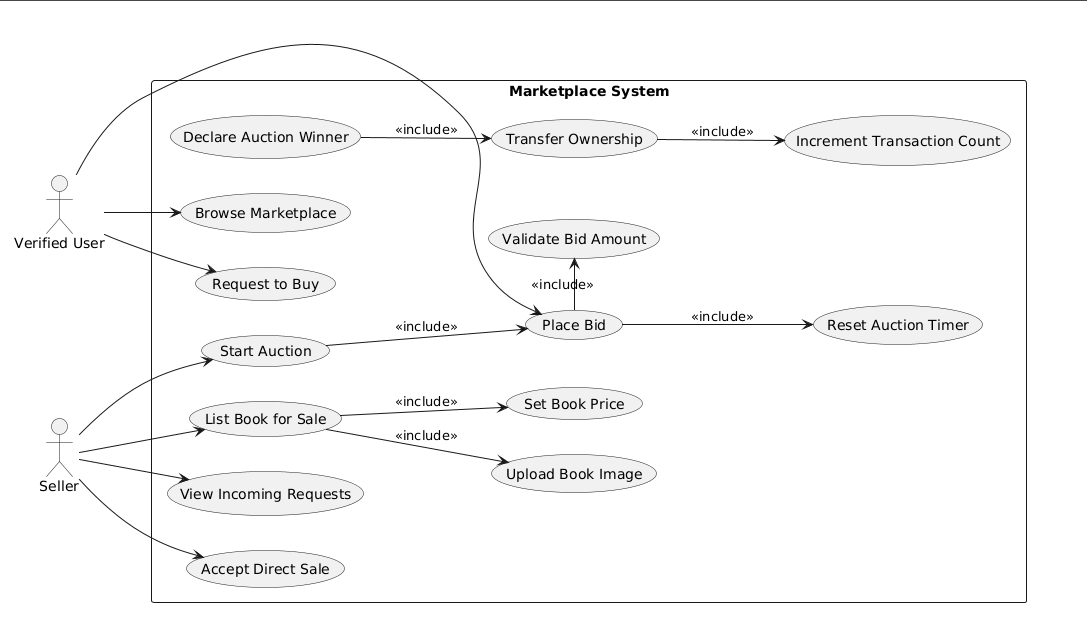 Marketplace System
Declare Auction Winner
«include»
Transfer Ownership
«include»
Increment Transaction Count
Verified User
Browse Marketplace
Validate Bid Amount
Request to Buy
«include»
Start Auction
«include»
Place Bid
«include»
Reset Auction Timer
Seller
List Book for Sale
«include»
Set Book Price
«include»
Upload Book Image
View Incoming Requests
Accept Direct Sale